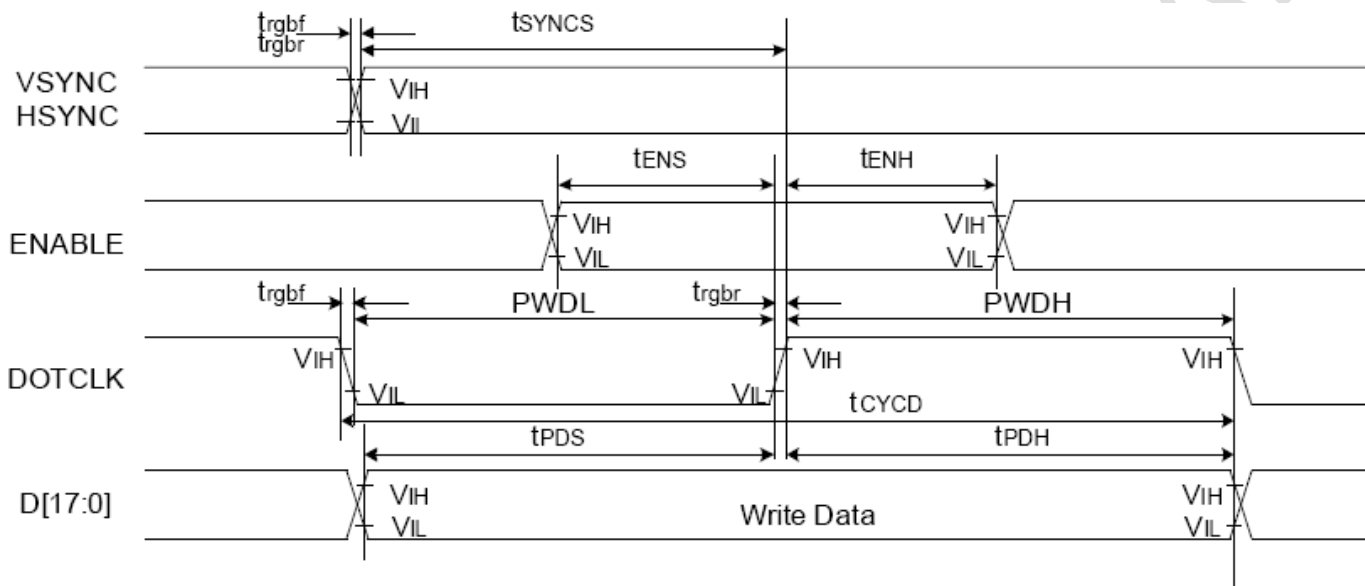 trgbf
trgbr
tSYNCS
VSYNC
HSYNC
VIH
VIL
tENS
tENH
ENABLE
VIH
VIL
VIH
VIL
trgbf
PWDL
trgbr
PWDH
DOTCLK
VIH
VIL
VIL
VIH
VIH
tCYCD
tPDS
tPDH
D[17:0]
VIH
VIL
Write Data
VIH
VIL